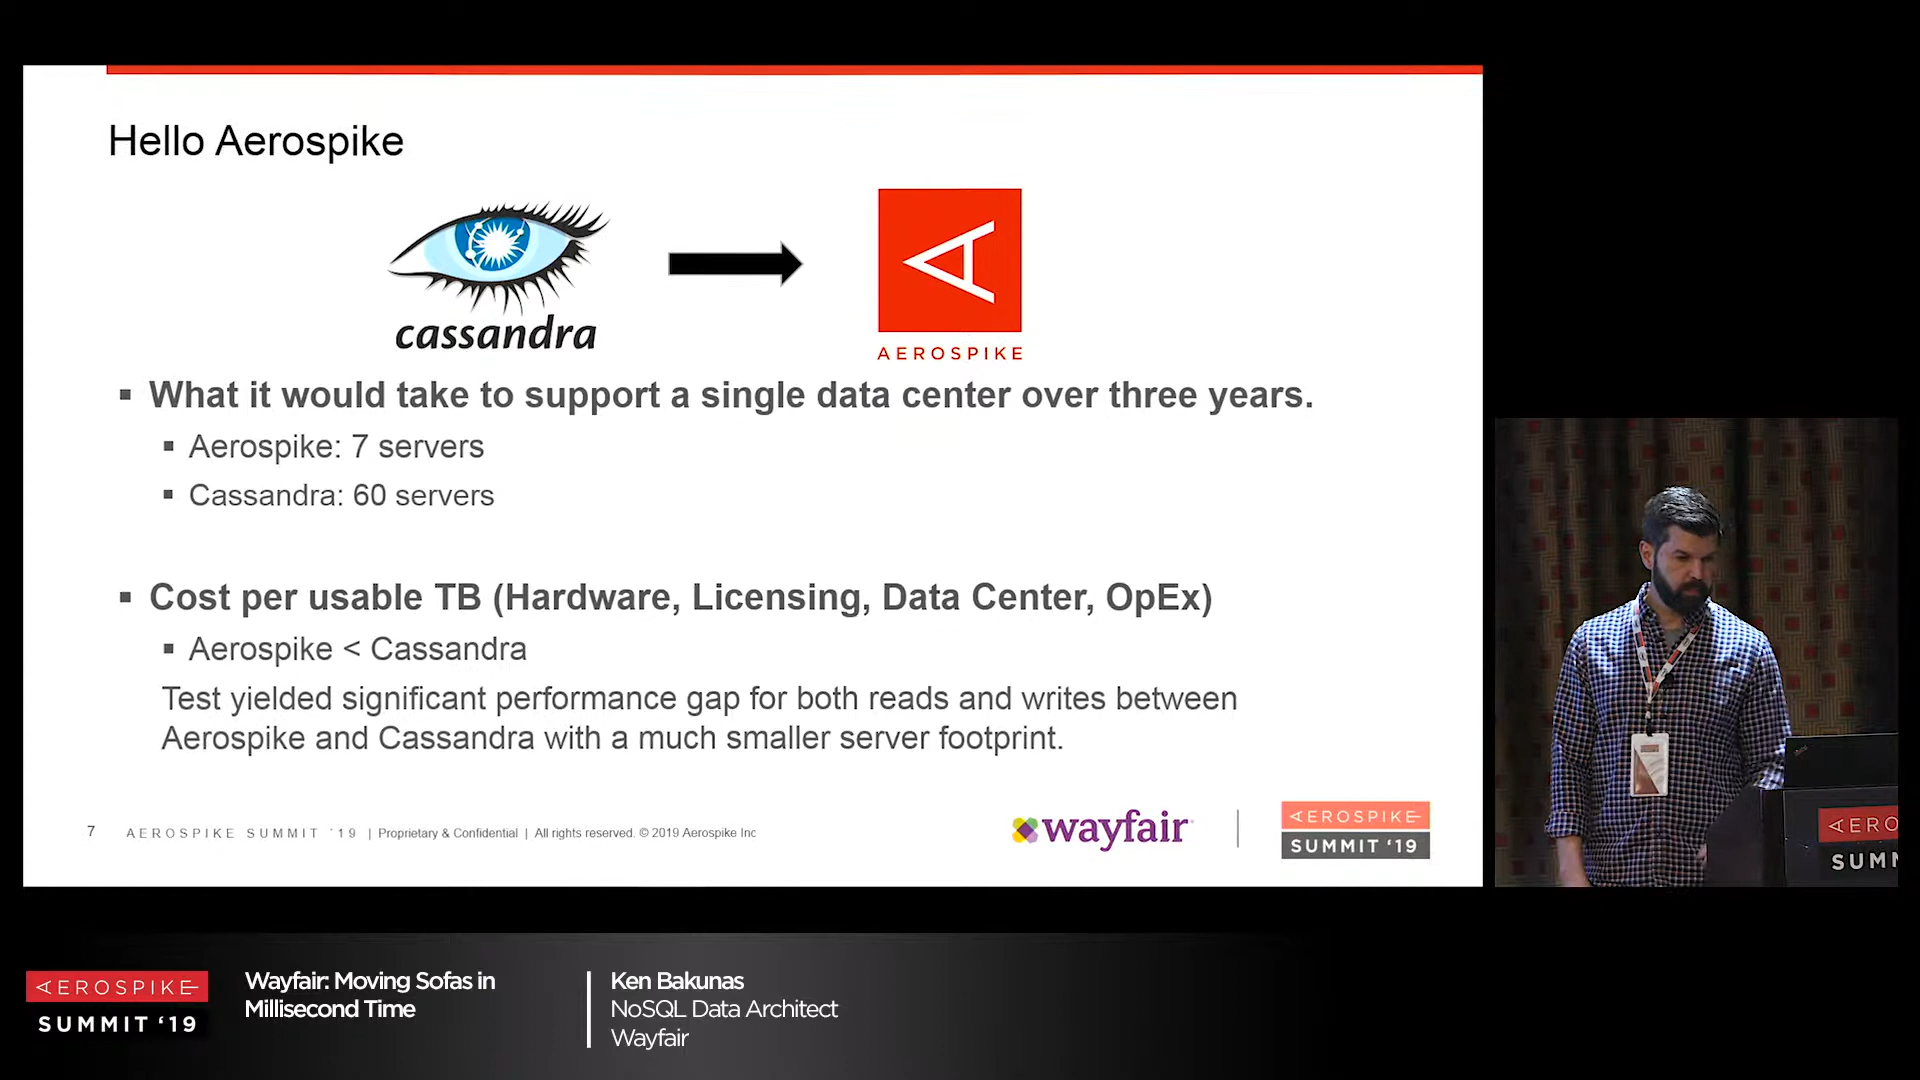 Hello Aerospike
cassandra
AEROSPIKE
▪ What it would take to support a single data center over three years.
▪ Aerospike: 7 servers
▪ Cassandra: 60 servers
▪ Cost per usable TB (Hardware, Licensing, Data Center, OpEx)
▪ Aerospike < Cassandra
Test yielded significant performance gap for both reads and writes between
Aerospike and Cassandra with a much smaller server footprint.
7 AEROSPIKE SUMMIT '19 | Proprietary & Confidential | All rights reserved. © 2019 Aerospike Inc
wayfair
AEROSPIKE
SUMMIT '19
AERO
SUMM
AEROSPIKE
SUMMIT '19
Wayfair: Moving Sofas in
Millisecond Time
Ken Bakunas
NoSQL Data Architect
Wayfair